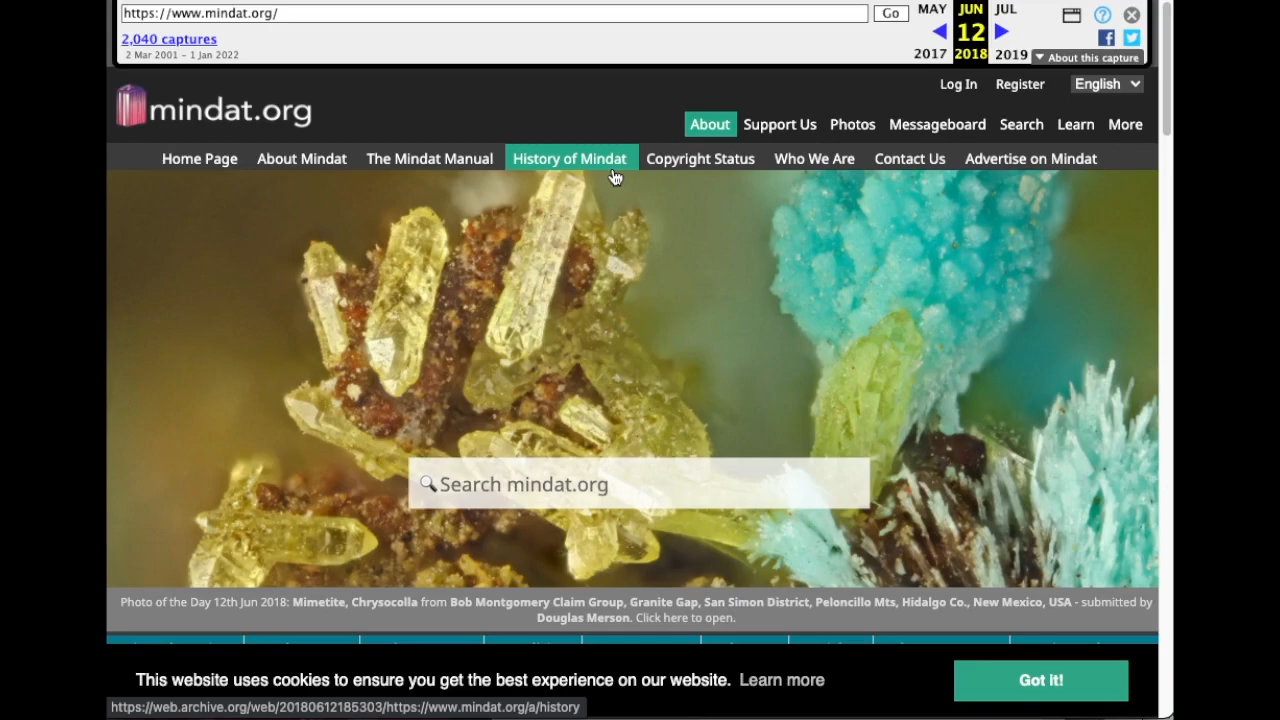 https://www.mindat.org/ Go MAY JUN JUL
2,040 captures 12
2 Mar 2001 – 1 Jan 2022 2017 2018 2019 About this capture
Log In Register English
mindat.org
About Support Us Photos Messageboard Search Learn More
Home Page About Mindat The Mindat Manual History of Mindat Copyright Status Who We Are Contact Us Advertise on Mindat
Search mindat.org
Photo of the Day 12th Jun 2018: Mimetite, Chrysocolla from Bob Montgomery Claim Group, Granite Gap, San Simon District, Peloncillo Mts, Hidalgo Co., New Mexico, USA - submitted by
Douglas Merson. Click here to open.
This website uses cookies to ensure you get the best experience on our website. Learn more Got it!
https://web.archive.org/web/20180612185303/https://www.mindat.org/a/history